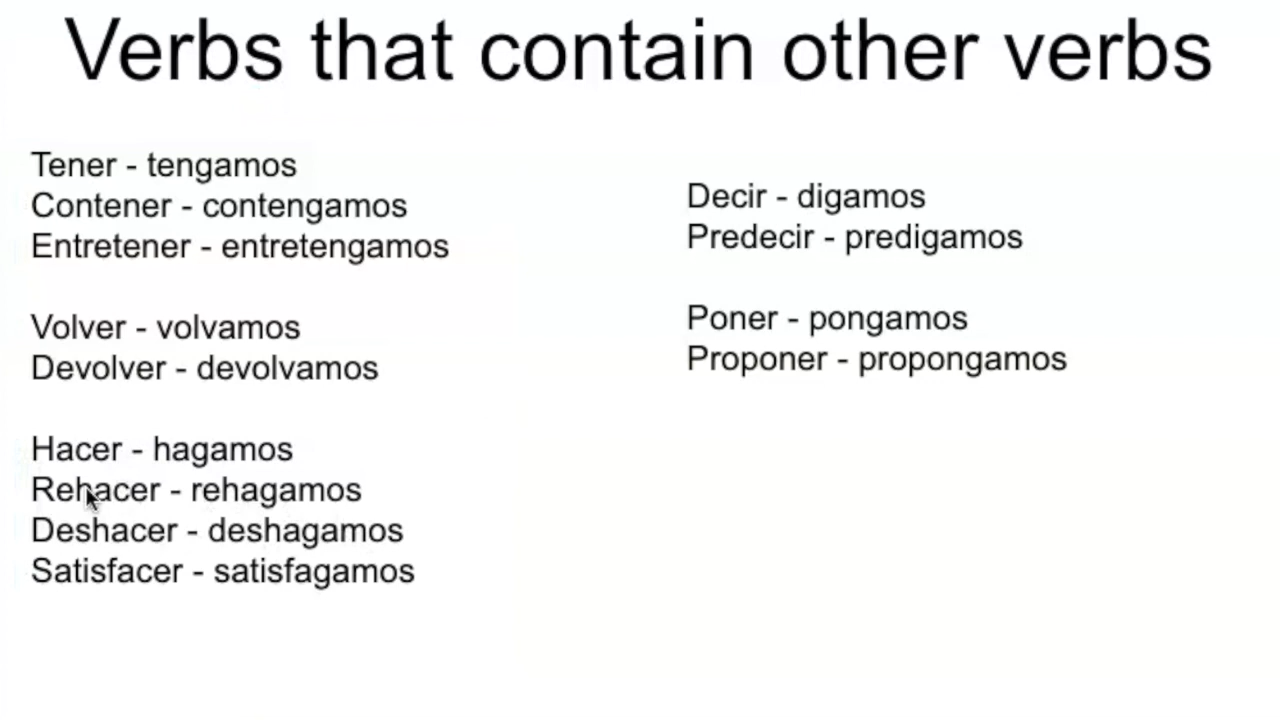 Verbs that contain other verbs
Tener - tengamos
Contener - contengamos
Entretener - entretengamos
Volver - volvamos
Devolver - devolvamos
Hacer - hagamos
Rehacer - rehagamos
Deshacer - deshagamos
Satisfacer - satisfagamos
Decir - digamos
Predecir - predigamos
Poner - pongamos
Proponer - propongamos